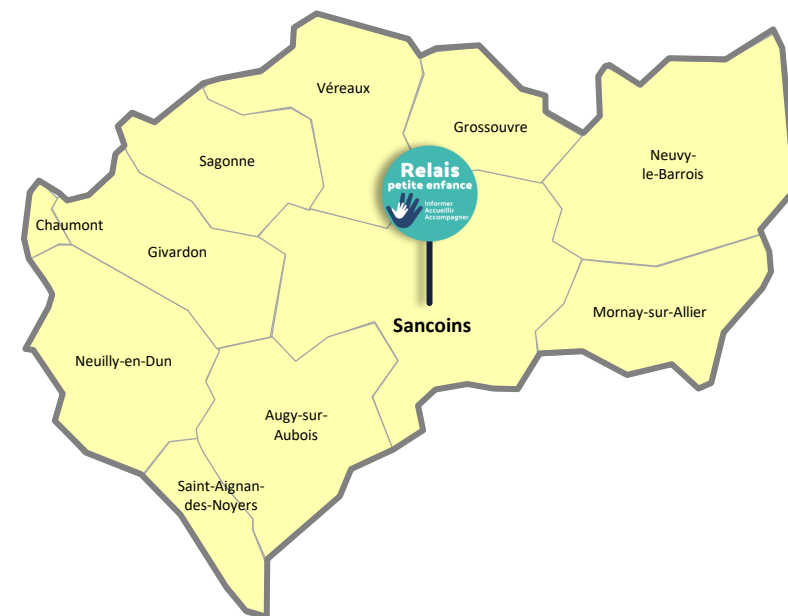 Véreaux
Grossouvre
Neuvy-
le-Barrois
Sagonne
Relais
petite enfance
Informer
Accueillir
Accompagner
Chaumont
Givardon
Mornay-sur-Allier
Sancoins
Neuilly-en-Dun
Augy-sur-
Aubois
Saint-Aignan-
des-Noyers